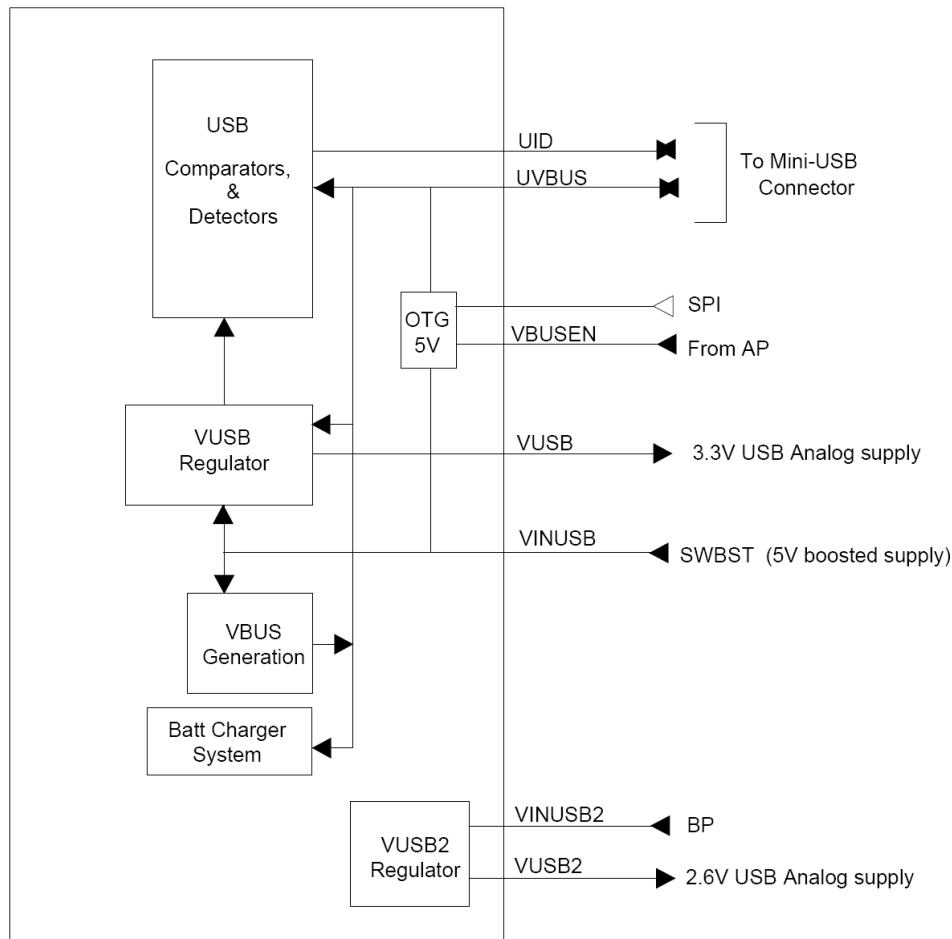 USB
Comparators,
&
Detectors
UID
UVBUS
To Mini-USB
Connector
OTG
5V
SPI
VBUSEN
From AP
VUSB
Regulator
VUSB
3.3V USB Analog supply
VINUSB
SWBST (5V boosted supply)
VBUS
Generation
Batt Charger
System
VUSB2
Regulator
VINUSB2
BP
VUSB2
2.6V USB Analog supply